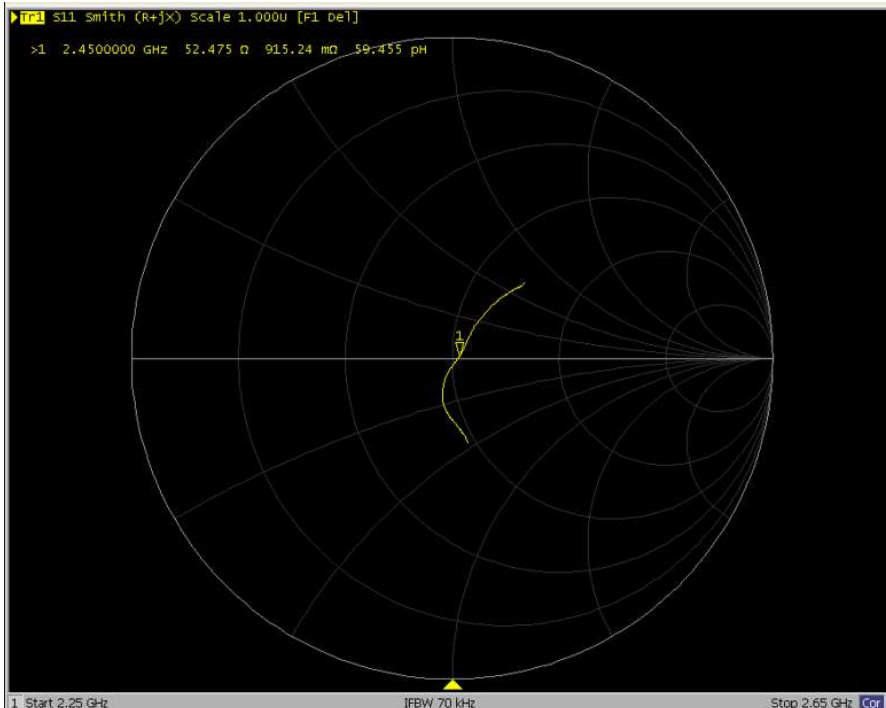 Tr1 S11 Smith (R+jX) Scale 1.000U [F1 Del]
>1 2.4500000 GHz 52.475 Ω 915.24 mΩ 59.455 pH
1
1 Start 2.25 GHz IFBW 70 kHz Stop 2.65 GHz Cor